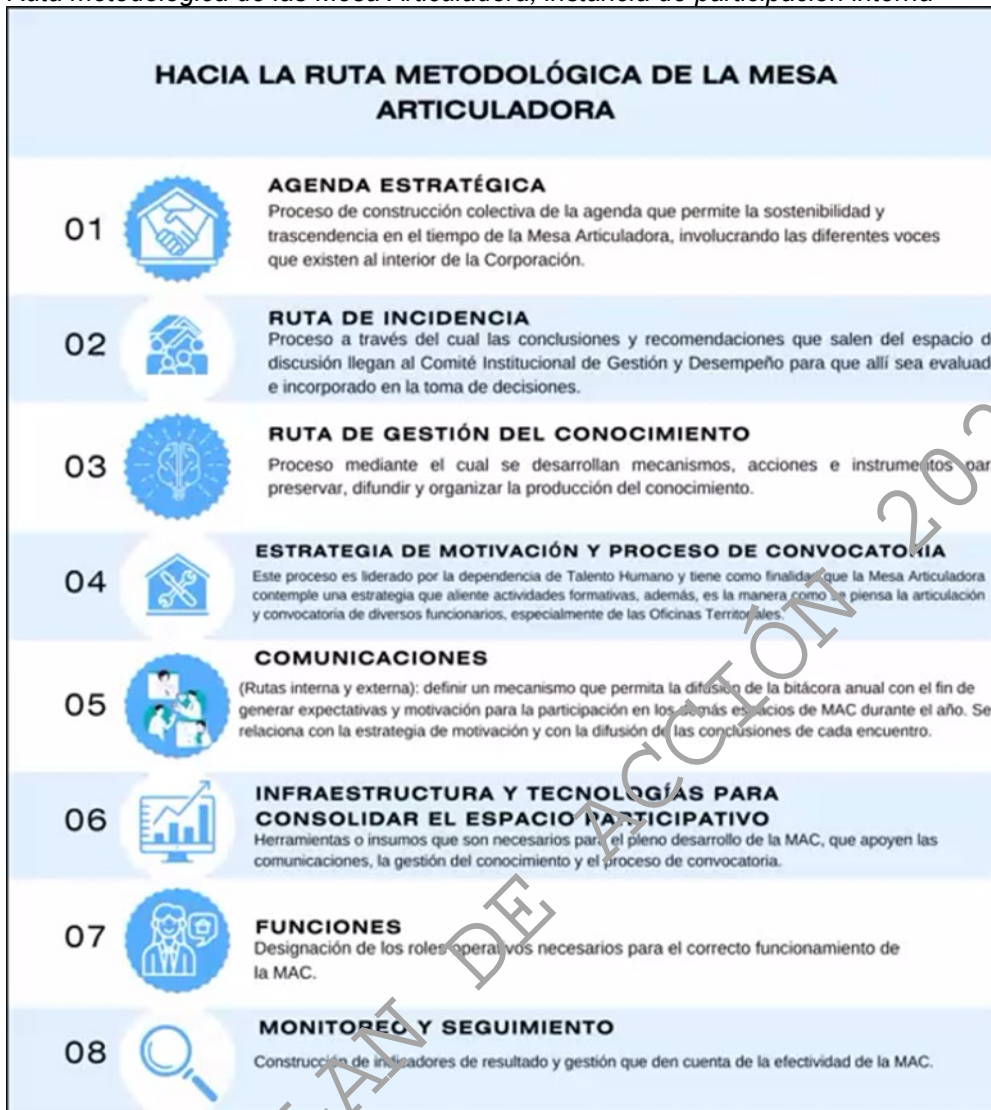 Ruta metodológica de las Mesa Articuladora, instancia de participación interna
HACIA LA RUTA METODOLÓGICA DE LA MESA
ARTICULADORA
01
AGENDA ESTRATÉGICA
Proceso de construcción colectiva de la agenda que permite la sostenibilidad y
trascendencia en el tiempo de la Mesa Articuladora, involucrando las diferentes voces
que existen al interior de la Corporación.
02
RUTA DE INCIDENCIA
Proceso a través del cual las conclusiones y recomendaciones que salen del espacio d
discusión llegan al Comité Institucional de Gestión y Desempeño para que allí sea evaluad
e incorporado en la toma de decisiones.
03
RUTA DE GESTIÓN DEL CONOCIMIENTO
Proceso mediante el cual se desarrollan mecanismos, acciones e instrumentos par
preservar, difundir y organizar la producción del conocimiento.
04
ESTRATEGIA DE MOTIVACIÓN Y PROCESO DE CONVOCATORIA
Este proceso es liderado por la dependencia de Talento Humano y tiene como finalidad que la Mesa Articuladora
contemple una estrategia que aliente actividades formativas, además, es la manera como se piensa la articulación
y convocatoria de diversos funcionarios, especialmente de las Oficinas Territoriales.
05
COMUNICACIONES
(Rutas interna y externa): definir un mecanismo que permita la difusión de la bitácora anual con el fin de
generar expectativas y motivación para la participación en los demás espacios de MAC durante el año. Se
relaciona con la estrategia de motivación y con la difusión de las conclusiones de cada encuentro.
06
INFRAESTRUCTURA Y TECNOLOGÍAS PARA
CONSOLIDAR EL ESPACIO PARTICIPATIVO
Herramientas o insumos que son necesarios para el pleno desarrollo de la MAC, que apoyen las
comunicaciones, la gestión del conocimiento y el proceso de convocatoria.
07
FUNCIONES
Designación de los roles operativos necesarios para el correcto funcionamiento de
la MAC.
08
MONITOREO Y SEGUIMIENTO
Construcción de indicadores de resultado y gestión que den cuenta de la efectividad de la MAC.
LAN DE ACCIÓN 202